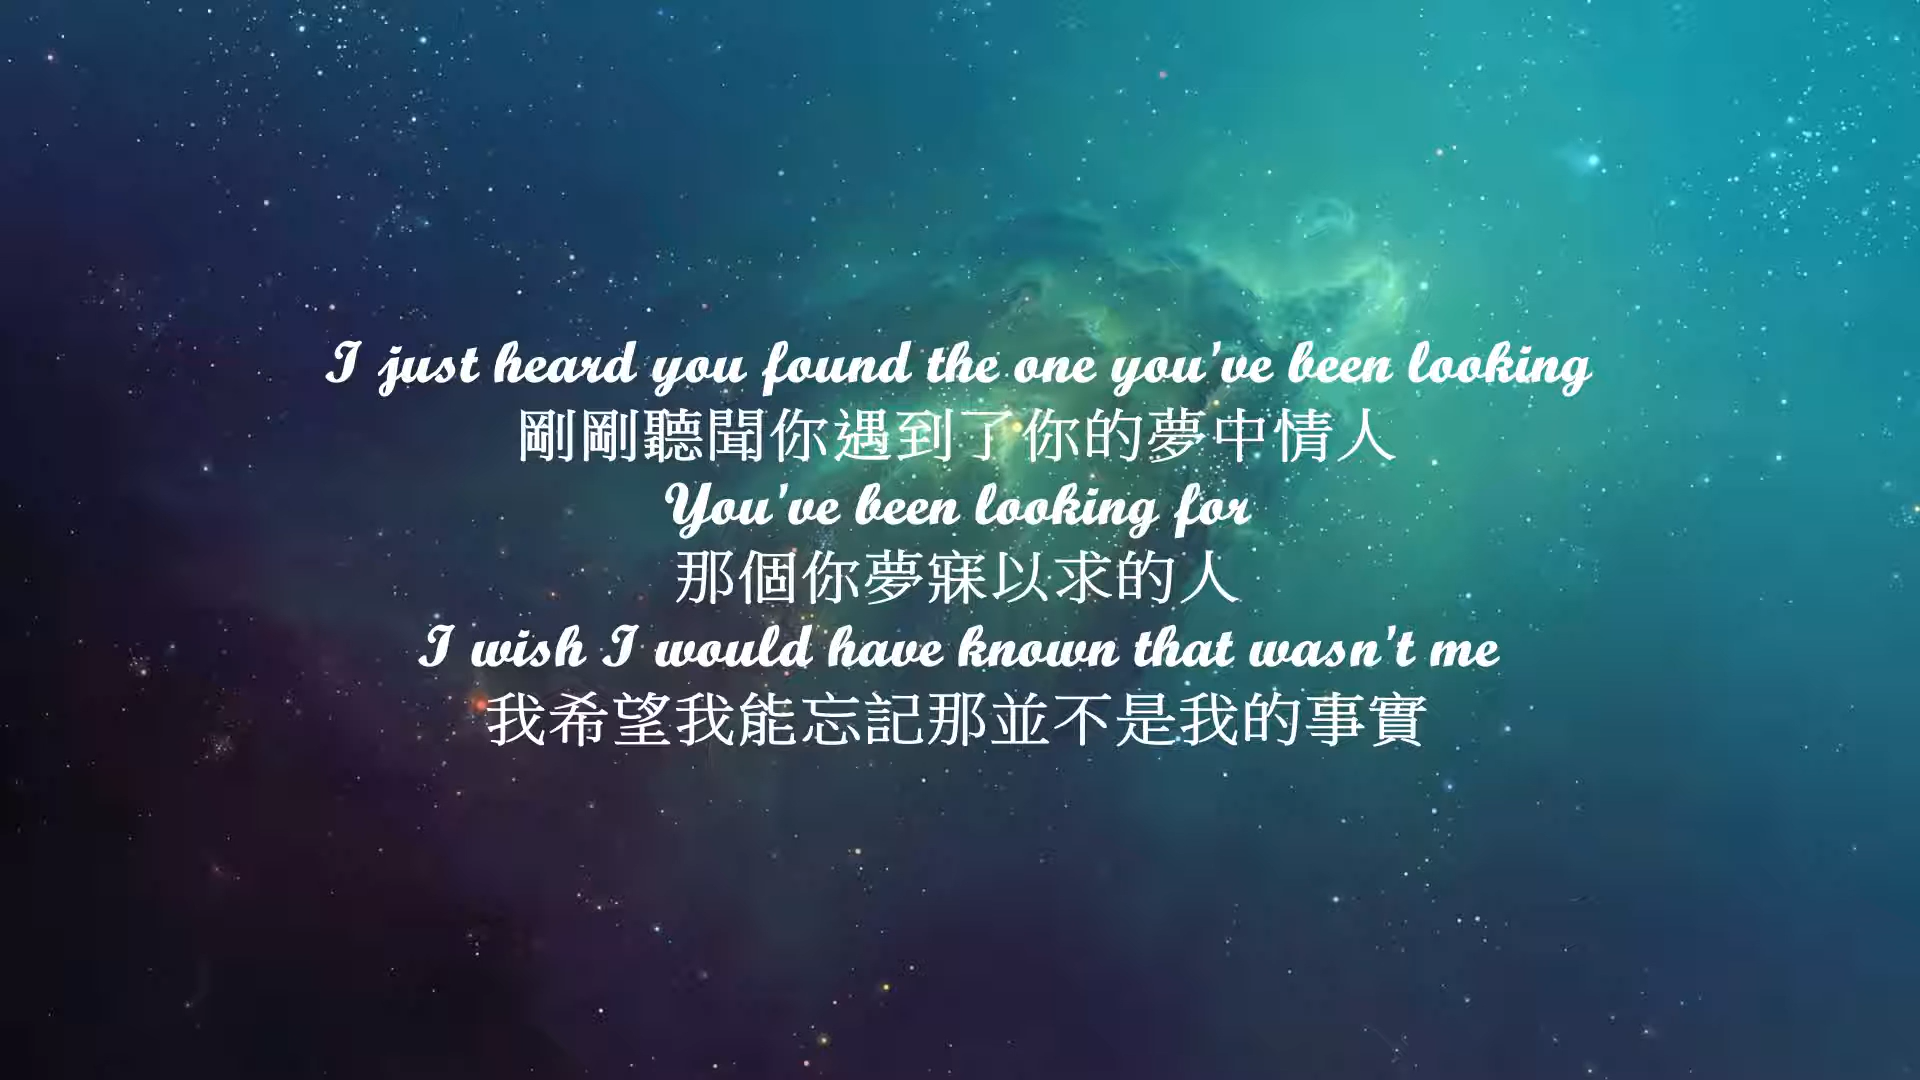 I just heard you found the one you've been looking
剛剛聽聞你遇到了你的夢中情人
You've been looking for
那個你夢寐以求的人
I wish I would have known that wasn't me
我希望我能忘記那並不是我的事實